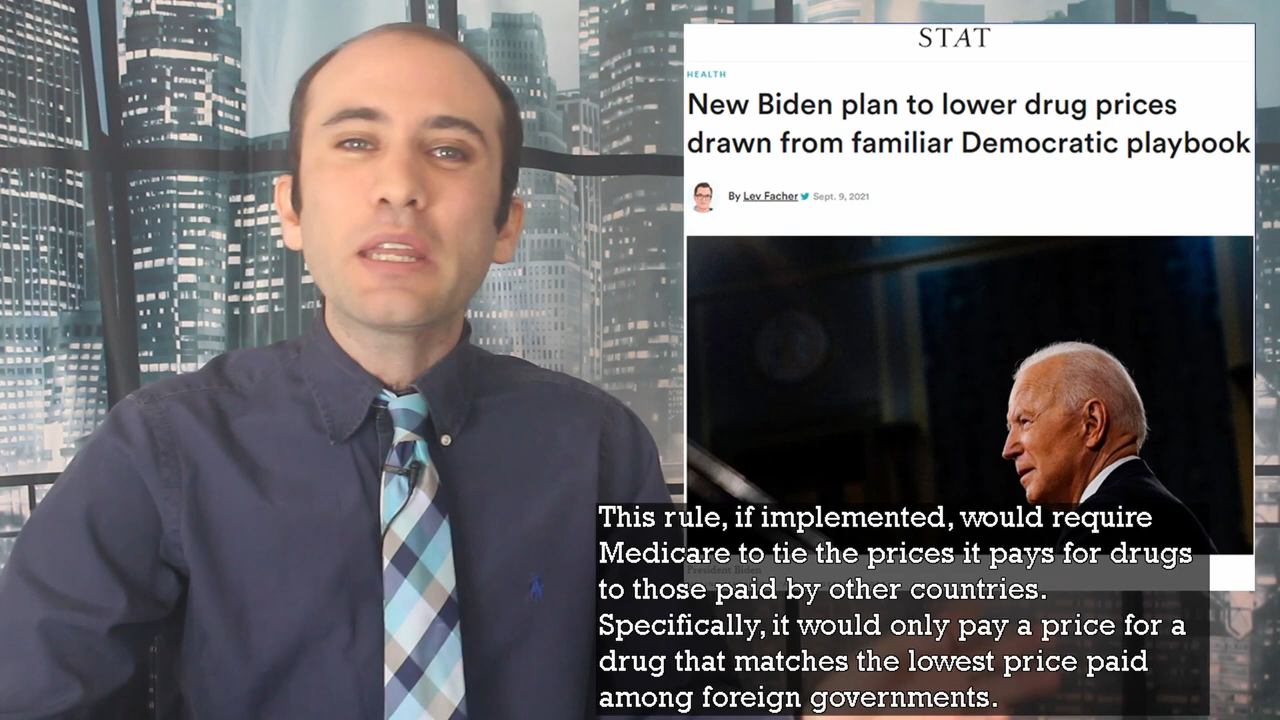 STAT
HEALTH
New Biden plan to lower drug prices
drawn from familiar Democratic playbook
By Lev Facher Sept. 9, 2021
President Biden
This rule, if implemented, would require
Medicare to tie the prices it pays for drugs
to those paid by other countries.
Specifically, it would only pay a price for a
drug that matches the lowest price paid
among foreign governments.